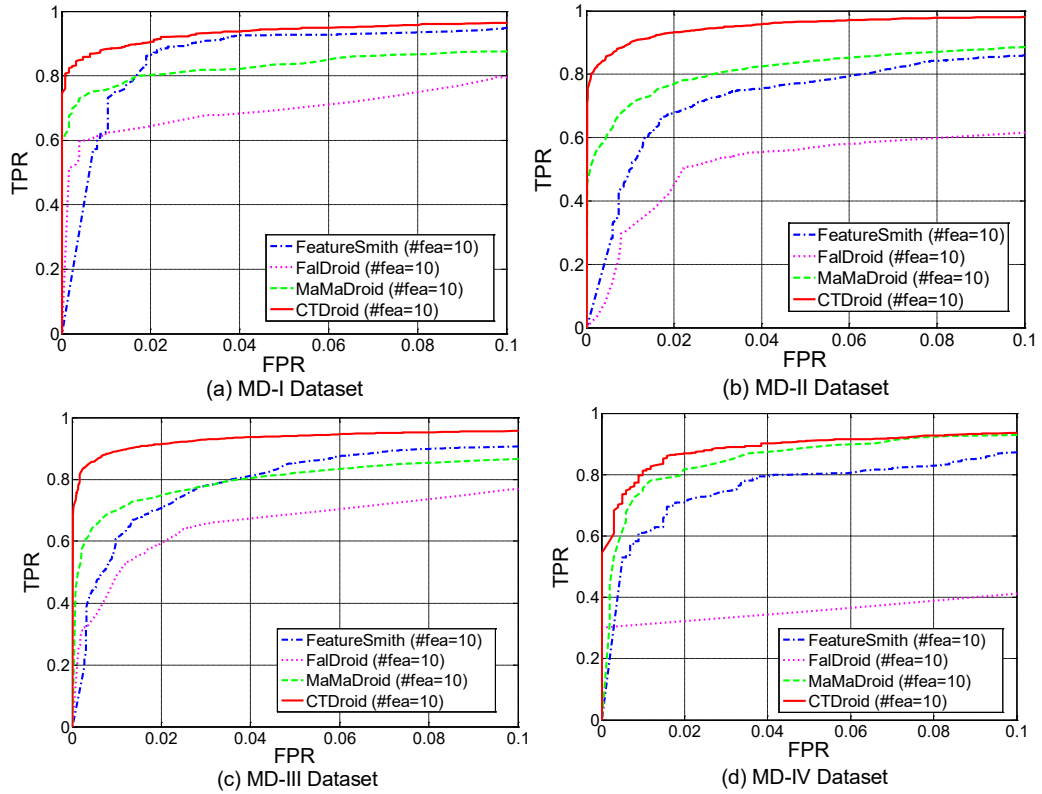 1
0.8
0.6
0.4
0.2
0
TPR
0 0.02 0.04 0.06 0.08 0.1
FPR
FeatureSmith (#fea=10)
FalDroid (#fea=10)
MaMaDroid (#fea=10)
CTDroid (#fea=10)
(a) MD-I Dataset
1
0.8
0.6
0.4
0.2
0
TPR
0 0.02 0.04 0.06 0.08 0.1
FPR
FeatureSmith (#fea=10)
FalDroid (#fea=10)
MaMaDroid (#fea=10)
CTDroid (#fea=10)
(b) MD-II Dataset
1
0.8
0.6
0.4
0.2
0
TPR
0 0.02 0.04 0.06 0.08 0.1
FPR
FeatureSmith (#fea=10)
FalDroid (#fea=10)
MaMaDroid (#fea=10)
CTDroid (#fea=10)
(c) MD-III Dataset
1
0.8
0.6
0.4
0.2
0
TPR
0 0.02 0.04 0.06 0.08 0.1
FPR
FeatureSmith (#fea=10)
FalDroid (#fea=10)
MaMaDroid (#fea=10)
CTDroid (#fea=10)
(d) MD-IV Dataset